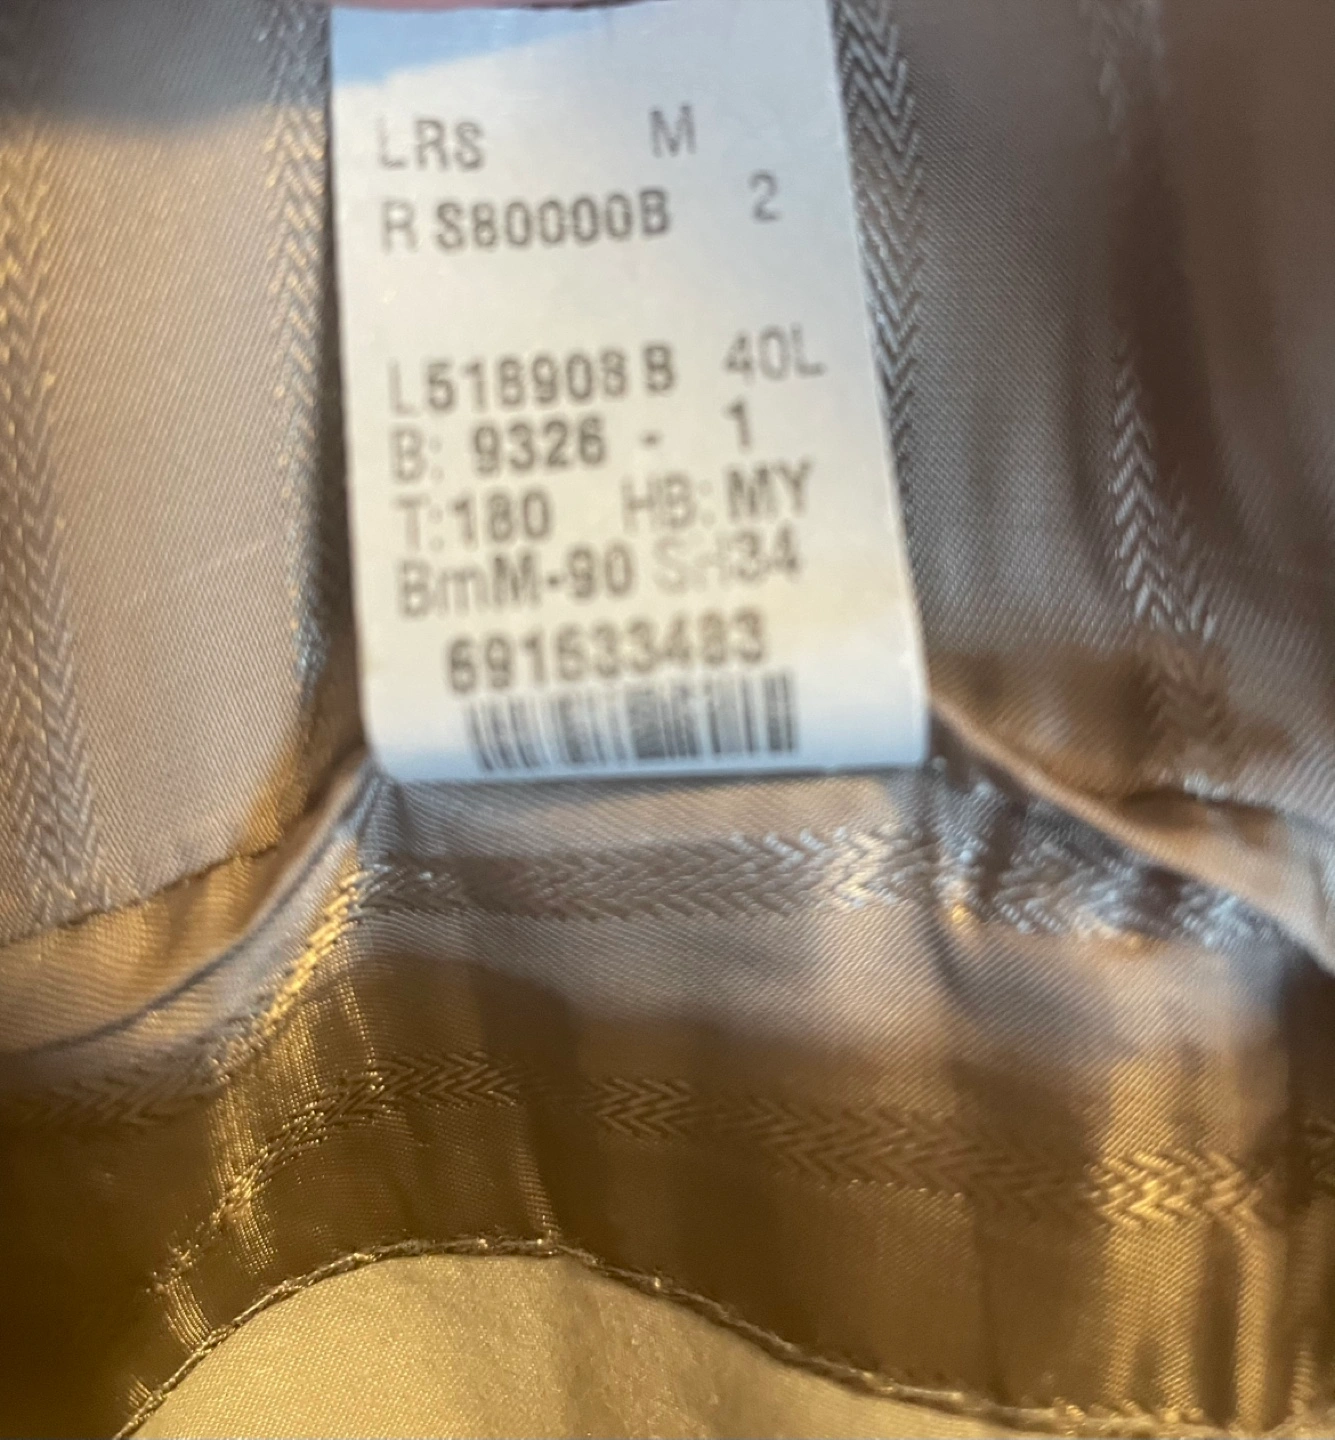 LRS M
R S80000B 2
L518908 B 40L
B: 9326 - 1
T:180 HB: MY
BmM-90 SH34
691633483